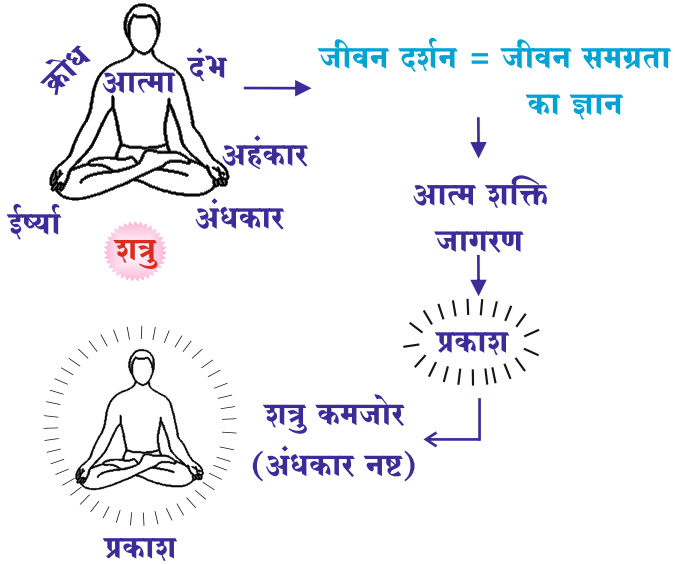 क्रोध
आत्मा
दंभ
अहंकार
ईर्ष्या
अंधकार
शत्रु
जीवन दर्शन = जीवन समग्रता
का ज्ञान
आत्म शक्ति
जागरण
प्रकाश
शत्रु कमजोर
(अंधकार नष्ट)
प्रकाश